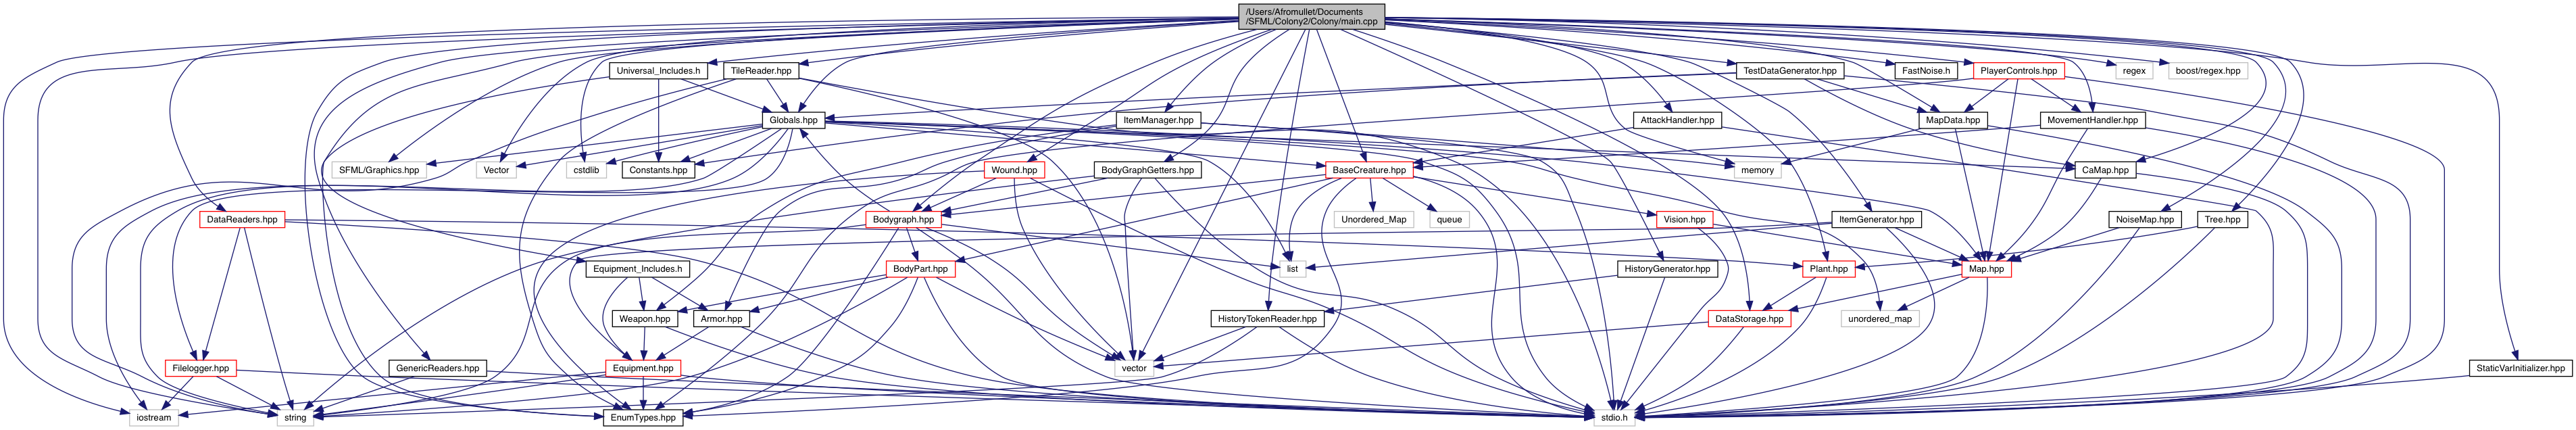 /Users/Afromullet/Documents
/SFML/Colony2/Colony/main.cpp
Universal_Includes.h
TileReader.hpp
TestDataGenerator.hpp
FastNoise.h
PlayerControls.hpp
regex
boost/regex.hpp
Globals.hpp
ItemManager.hpp
AttackHandler.hpp
MapData.hpp
MovementHandler.hpp
SFML/Graphics.hpp
Vector
cstdlib
Constants.hpp
Wound.hpp
BodyGraphGetters.hpp
BaseCreature.hpp
memory
CaMap.hpp
DataReaders.hpp
Bodygraph.hpp
Unordered_Map
queue
Vision.hpp
ItemGenerator.hpp
NoiseMap.hpp
Tree.hpp
Equipment_Includes.h
BodyPart.hpp
list
HistoryGenerator.hpp
Plant.hpp
Map.hpp
Weapon.hpp
Armor.hpp
HistoryTokenReader.hpp
DataStorage.hpp
unordered_map
Filelogger.hpp
GenericReaders.hpp
Equipment.hpp
vector
StaticVarInitializer.hpp
iostream
string
EnumTypes.hpp
stdio.h